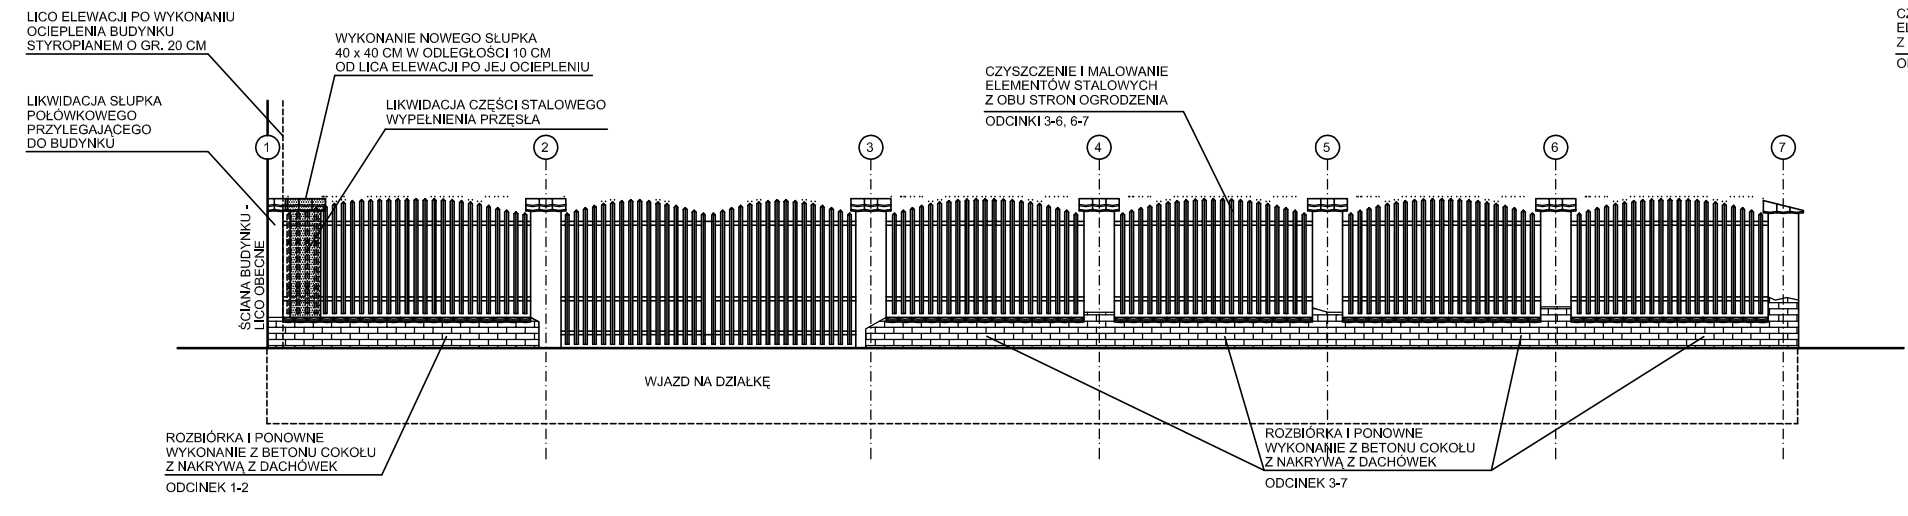 LICO ELEWACJI PO WYKONANIU
OCIEPLENIA BUDYNKU
STYROPIANEM O GR. 20 CM
WYKONANIE NOWEGO SŁUPKA
40 x 40 CM W ODLEGŁOŚCI 10 CM
OD LICA ELEWACJI PO JEJ OCIEPLENIU
LIKWIDACJA SŁUPKA
POŁÓWKOWEGO
PRZYLEGAJĄCEGO
DO BUDYNKU
LIKWIDACJA CZĘŚCI STALOWEGO
WYPEŁNIENIA PRZĘSŁA
CZYSZCZENIE I MALOWANIE
ELEMENTÓW STALOWYCH
Z OBU STRON OGRODZENIA
ODCINKI 3-6, 6-7
1
2
3
4
5
6
7
ŚCIANA BUDYNKU -
LICO OBECNE
WJAZD NA DZIAŁKĘ
ROZBIÓRKA I PONOWNE
WYKONANIE Z BETONU COKOŁU
Z NAKRYWĄ Z DACHÓWEK
ODCINEK 1-2
ROZBIÓRKA I PONOWNE
WYKONANIE Z BETONU COKOŁU
Z NAKRYWĄ Z DACHÓWEK
ODCINEK 3-7